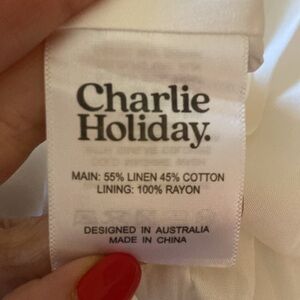 Charlie
Holiday.
MAIN: 55% LINEN 45% COTTON
LINING: 100% RAYON
DESIGNED IN AUSTRALIA
MADE IN CHINA